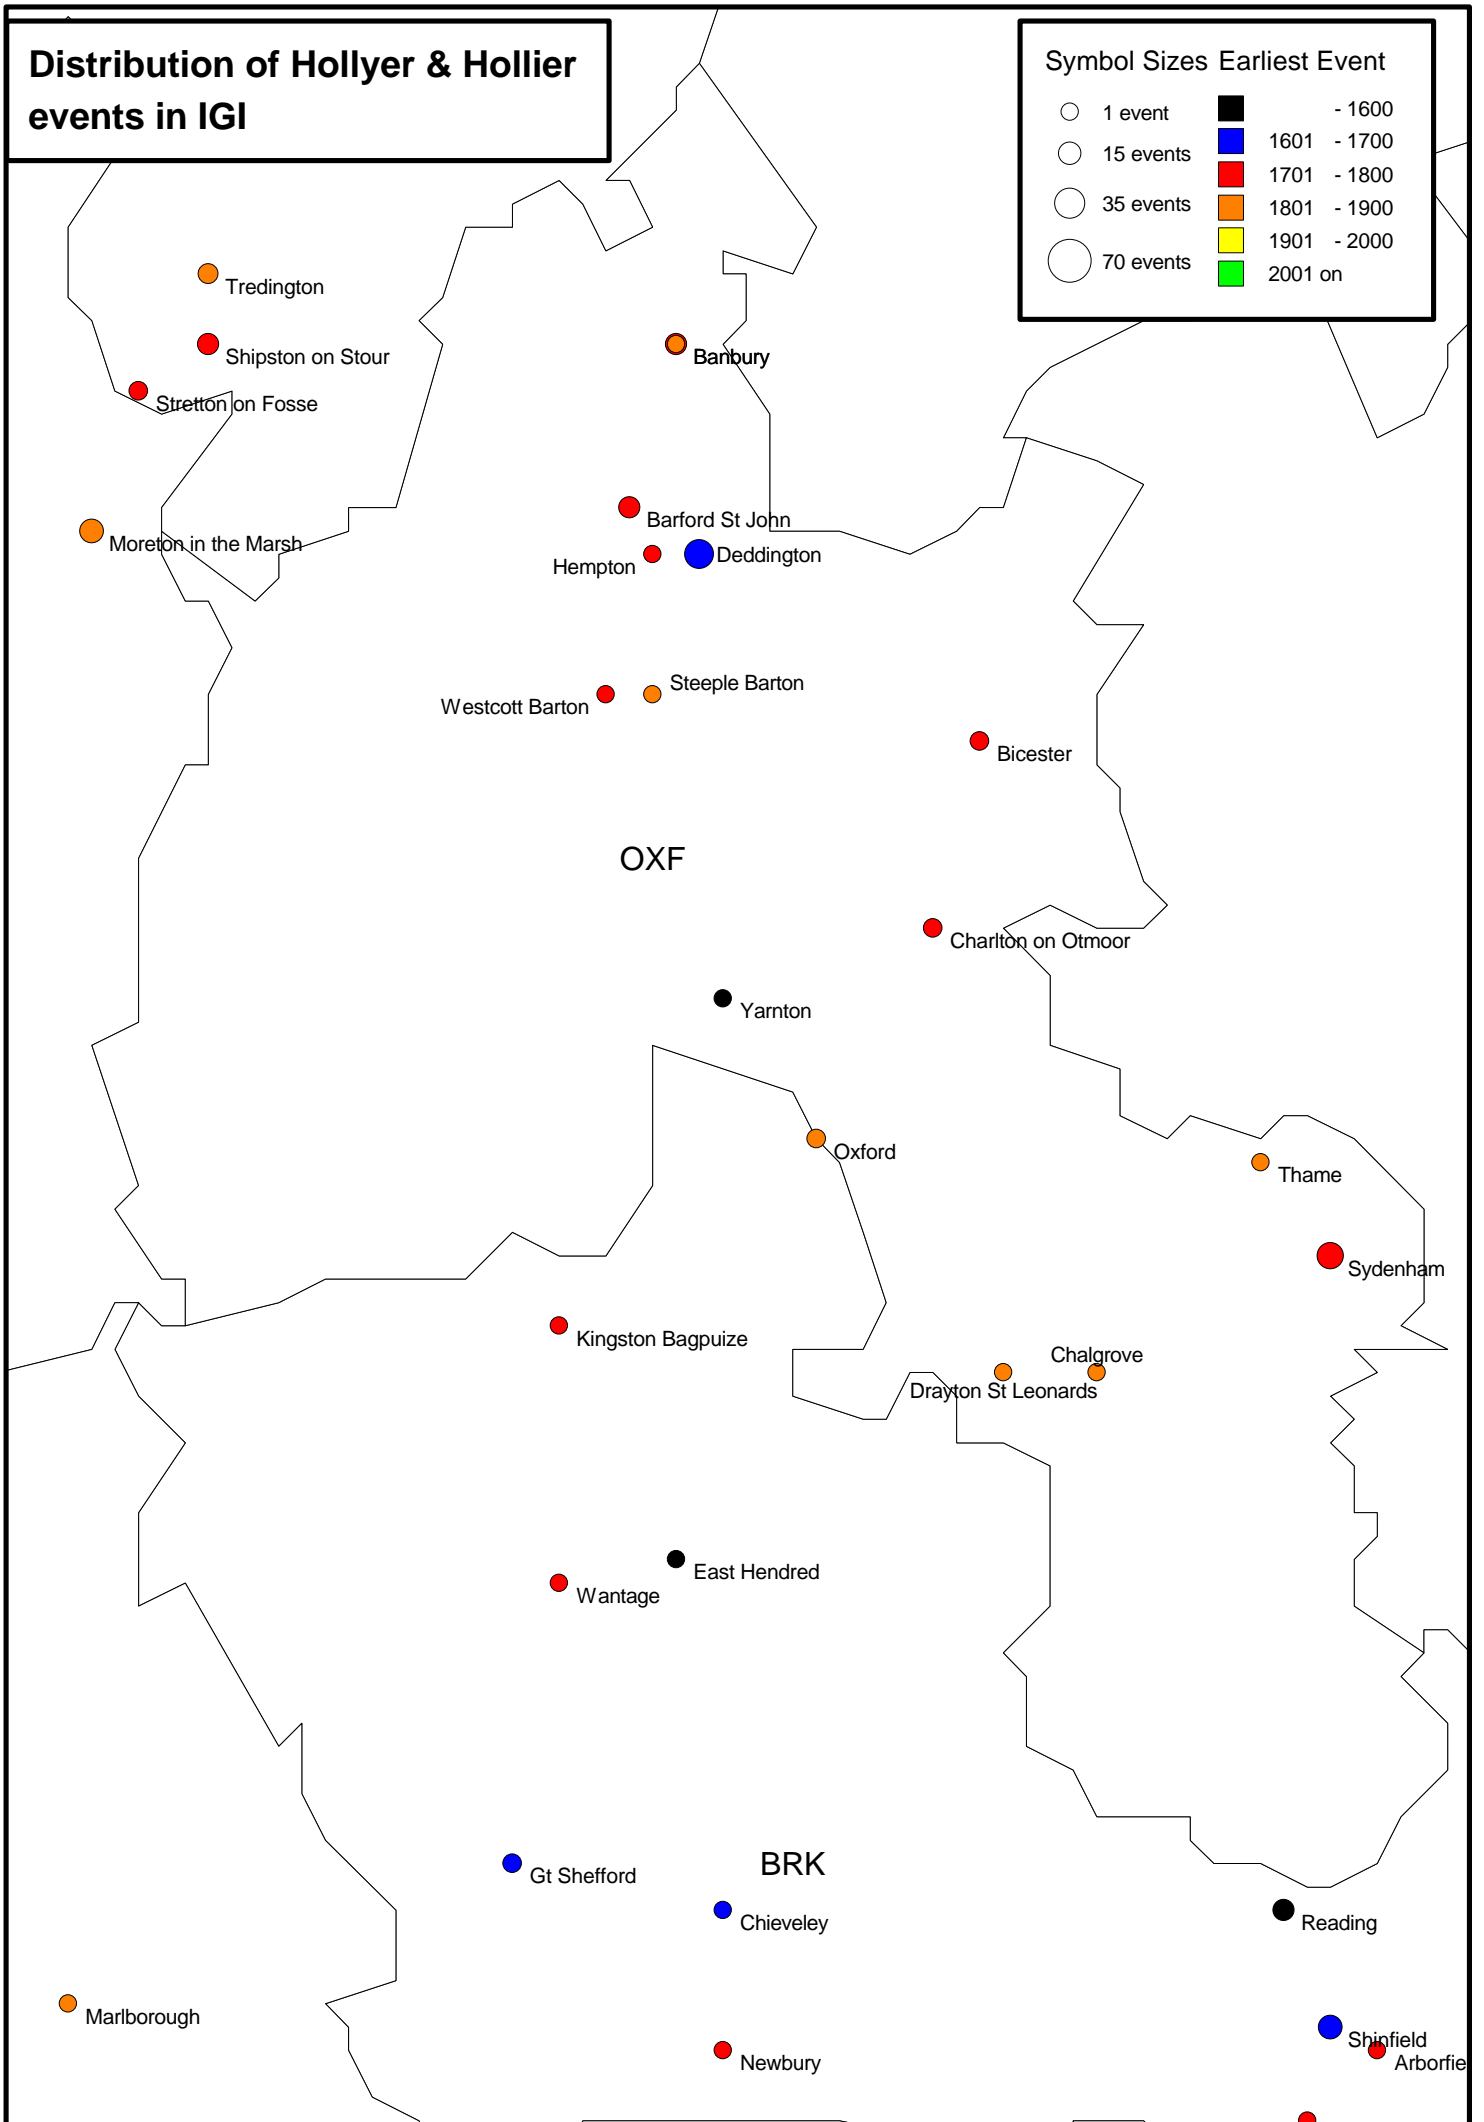 Distribution of Hollyer & Hollier
events in IGI
Symbol Sizes Earliest Event
1 event - 1600
15 events 1601 - 1700
1701 - 1800
35 events 1801 - 1900
1901 - 2000
70 events 2001 on
Tredington
Shipston on Stour
Banbury
Stretton on Fosse
Barford St John
Moreton in the Marsh
Deddington
Hempton
Steeple Barton
Westcott Barton
Bicester
OXF
Charlton on Otmoor
Yarnton
Oxford
Thame
Sydenham
Kingston Bagpuize
Chalgrove
Drayton St Leonards
East Hendred
Wantage
BRK
Gt Shefford
Chieveley
Reading
Marlborough
Shinfield
Newbury
Arborfie